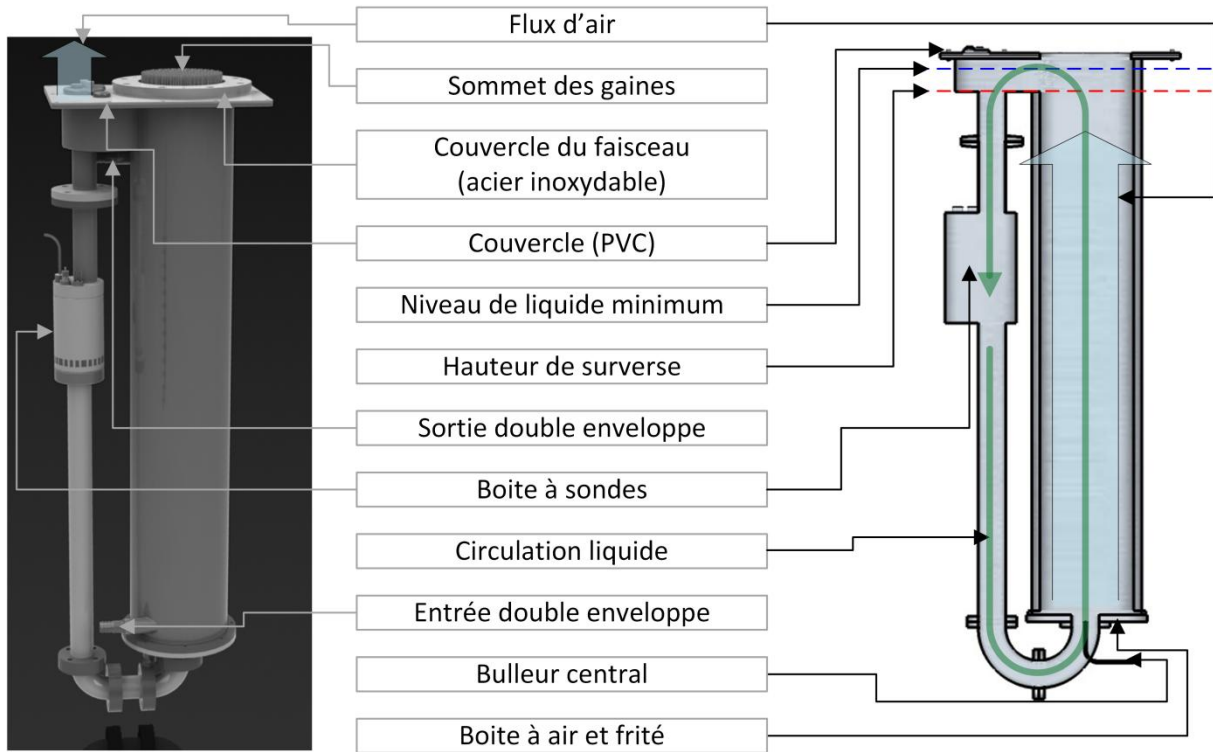 Flux d’air
Sommet des gaines
Couvercle du faisceau
(acier inoxydable)
Couvercle (PVC)
Niveau de liquide minimum
Hauteur de surverse
Sortie double enveloppe
Boite à sondes
Circulation liquide
Entrée double enveloppe
Bulleur central
Boite à air et frité